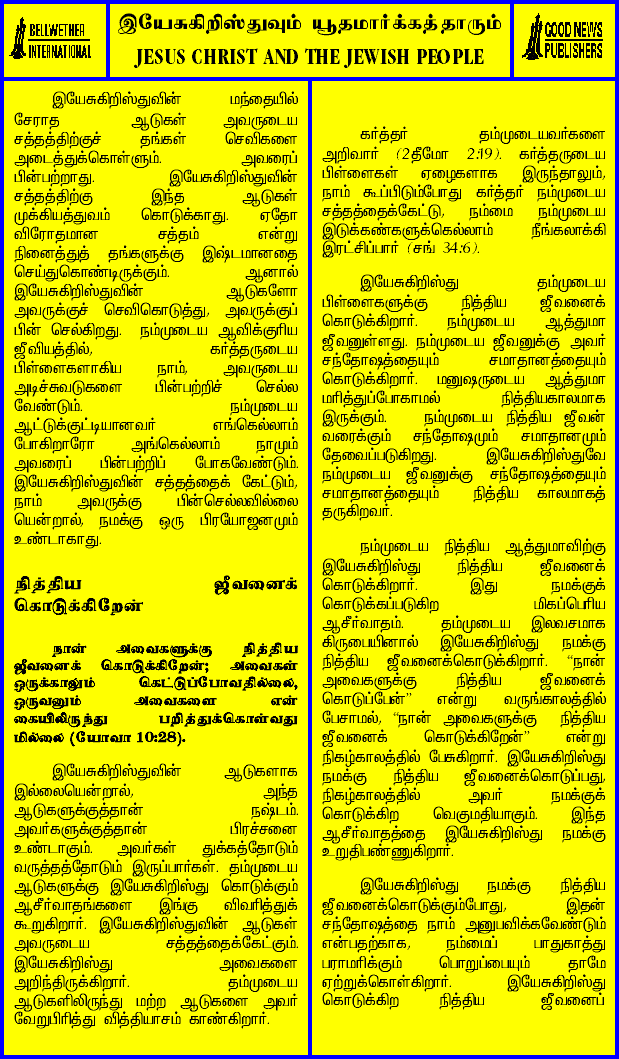 BELLWETHER
INTERNATIONAL
இயேசுகிறிஸ்துவும் யூதமார்க்கத்தாரும்
JESUS CHRIST AND THE JEWISH PEOPLE
GOOD NEWS
PUBLISHERS
இயேசுகிறிஸ்துவின் மந்தையில்
சேராத ஆடுகள் அவருடைய
சத்தத்திற்குச் தங்கள் செவிகளை
அடைத்துக்கொள்ளும். அவரைப்
பின்பற்றாது. இயேசுகிறிஸ்துவின்
சத்தத்திற்கு இந்த ஆடுகள்
முக்கியத்துவம் கொடுக்காது. ஏதோ
விரோதமான சத்தம் என்று
நினைத்துத் தங்களுக்கு இஷ்டமானதை
செய்துகொண்டிருக்கும். ஆனால்
இயேசுகிறிஸ்துவின் ஆடுகளோ
அவருக்குச் செவிகொடுத்து, அவருக்குப்
பின் செல்கிறது. நம்முடைய ஆவிக்குரிய
ஜீவியத்தில், கர்த்தருடைய
பிள்ளைகளாகிய நாம், அவருடைய
அடிச்சுவடுகளை பின்பற்றிச் செல்ல
வேண்டும். நம்முடைய
ஆட்டுக்குட்டியானவர் எங்கெல்லாம்
போகிறாரோ அங்கெல்லாம் நாமும்
அவரைப் பின்பற்றிப் போகவேண்டும்.
இயேசுகிறிஸ்துவின் சத்தத்தைக் கேட்டும்,
நாம் அவருக்கு பின்செல்லவில்லை
யென்றால், நமக்கு ஒரு பிரயோஜனமும்
உண்டாகாது.
நித்திய ஜீவனைக்
கொடுக்கிறேன்
நான் அவைகளுக்கு நித்திய
ஜீவனைக் கொடுக்கிறேன்; அவைகள்
ஒருக்காலும் கெட்டுப்போவதில்லை,
ஒருவனும் அவைகளை என்
கையிலிருந்து பறித்துக்கொள்வது
மில்லை (யோவா 10:28).
இயேசுகிறிஸ்துவின் ஆடுகளாக
இல்லையென்றால், அந்த
ஆடுகளுக்குத்தான் நஷ்டம்.
அவர்களுக்குத்தான் பிரச்சனை
உண்டாகும். அவர்கள் துக்கத்தோடும்
வருத்தத்தோடும் இருப்பார்கள். தம்முடைய
ஆடுகளுக்கு இயேசுகிறிஸ்து கொடுக்கும்
ஆசீர்வாதங்களை இங்கு விவரித்துக்
கூறுகிறார். இயேசுகிறிஸ்துவின் ஆடுகள்
அவருடைய சத்தத்தைக்கேட்கும்.
இயேசுகிறிஸ்து அவைகளை
அறிந்திருக்கிறார். தம்முடைய
ஆடுகளிலிருந்து மற்ற ஆடுகளை அவர்
வேறுபிரித்து வித்தியாசம் காண்கிறார்.
கர்த்தர் தம்முடையவர்களை
அறிவார் (2தீமோ 2:19). கர்த்தருடைய
பிள்ளைகள் ஏழைகளாக இருந்தாலும்,
நாம் கூப்பிடும்போது கர்த்தர் நம்முடைய
சத்தத்தைக்கேட்டு, நம்மை நம்முடைய
இடுக்கண்களுக்கெல்லாம் நீங்கலாக்கி
இரட்சிப்பார் (சங் 34:6).
இயேசுகிறிஸ்து தம்முடைய
பிள்ளைகளுக்கு நித்திய ஜீவனைக்
கொடுக்கிறார். நம்முடைய ஆத்துமா
ஜீவனுள்ளது. நம்முடைய ஜீவனுக்கு அவர்
சந்தோஷத்தையும் சமாதானத்தையும்
கொடுக்கிறார். மனுஷருடைய ஆத்துமா
மரித்துப்போகாமல் நித்தியகாலமாக
இருக்கும். நம்முடைய நித்திய ஜீவன்
வரைக்கும் சந்தோஷமும் சமாதானமும்
தேவைப்படுகிறது. இயேசுகிறிஸ்துவே
நம்முடைய ஜீவனுக்கு சந்தோஷத்தையும்
சமாதானத்தையும் நித்திய காலமாகத்
தருகிறவர்.
நம்முடைய நித்திய ஆத்துமாவிற்கு
இயேசுகிறிஸ்து நித்திய ஜீவனைக்
கொடுக்கிறார். இது நமக்குக்
கொடுக்கப்படுகிற மிகப்பெரிய
ஆசீர்வாதம். தம்முடைய இலவசமாக
கிருபையினால் இயேசுகிறிஸ்து நமக்கு
நித்திய ஜீவனைக்கொடுக்கிறார். “நான்
அவைகளுக்கு நித்திய ஜீவனைக்
கொடுப்பேன்” என்று வருங்காலத்தில்
பேசாமல், “நான் அவைகளுக்கு நித்திய
ஜீவனைக் கொடுக்கிறேன்” என்று
நிகழ்காலத்தில் பேசுகிறார். இயேசுகிறிஸ்து
நமக்கு நித்திய ஜீவனைக்கொடுப்பது,
நிகழ்காலத்தில் அவர் நமக்குக்
கொடுக்கிற வெகுமதியாகும். இந்த
ஆசீர்வாதத்தை இயேசுகிறிஸ்து நமக்கு
உறுதிபண்ணுகிறார்.
இயேசுகிறிஸ்து நமக்கு நித்திய
ஜீவனைக்கொடுக்கும்போது, இதன்
சந்தோஷத்தை நாம் அனுபவிக்கவேண்டும்
என்பதற்காக, நம்மைப் பாதுகாத்து
பராமரிக்கும் பொறுப்பையும் தாமே
ஏற்றுக்கொள்கிறார். இயேசுகிறிஸ்து
கொடுக்கிற நித்திய ஜீவனைப்